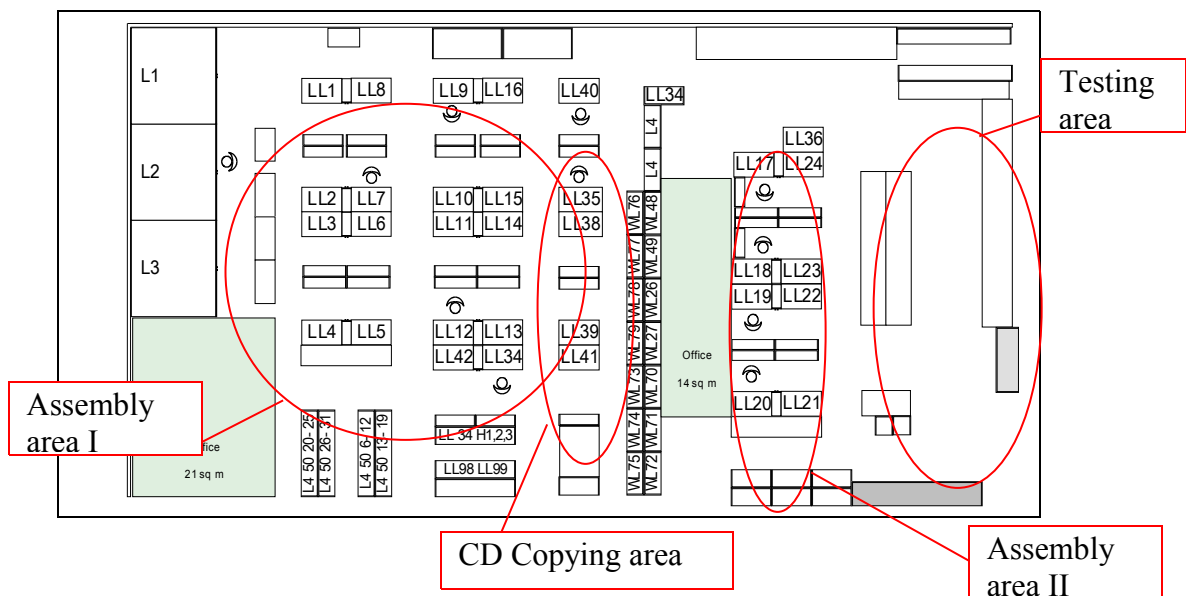 L1
L2
L3
LL1 LL8
LL9 LL16
LL40
LL34
L4
L4
LL36
LL17 LL24
Testing
area
LL2 LL7
LL3 LL6
LL10 LL15
LL11 LL14
LL35
LL38
WL76 WL48
WL77 WL49
WL78 WL26
WL79 WL27
WL73 WL70
WL74 WL71
WL75 WL72
LL18 LL23
LL19 LL22
LL4 LL5
LL12 LL13
LL42 LL34
LL39
LL41
Office
14 sq m
LL20 LL21
Assembly
area I
21 sq m
L4 50 20-25
L4 50 26-31
L4 50 6-12
L4 50 13-19
LL 34 H1,2,3
LL98 LL99
CD Copying area
Assembly
area II